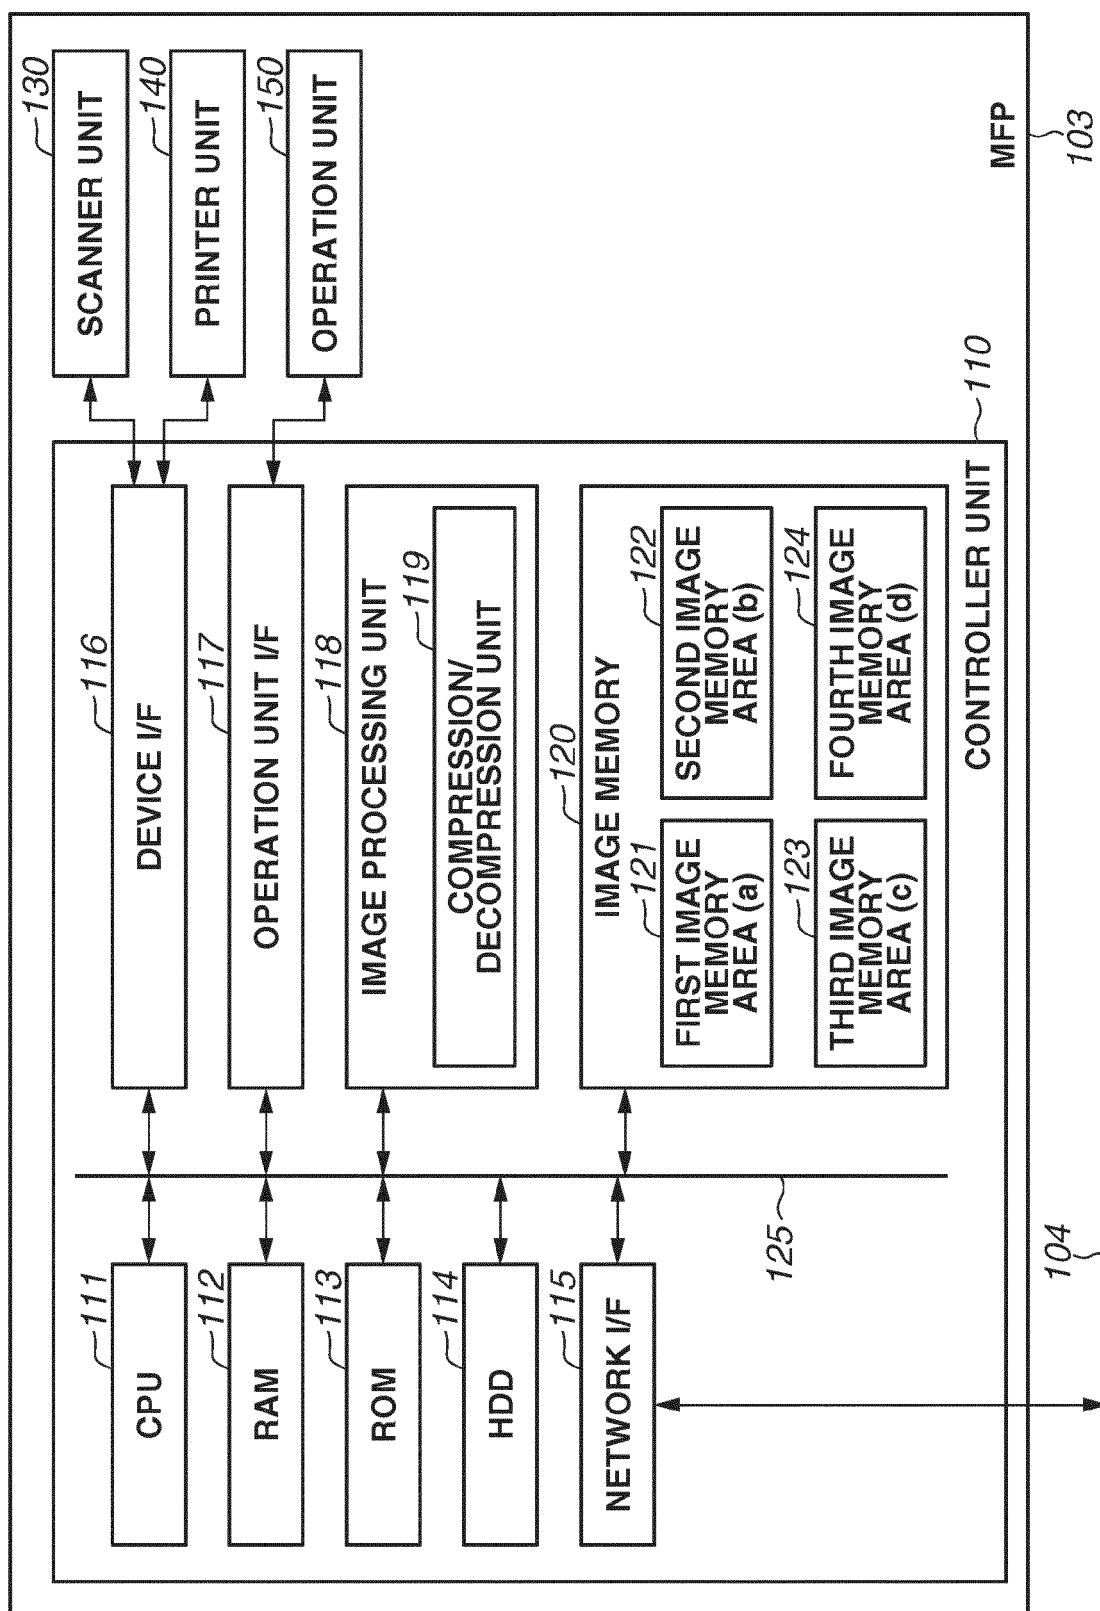 130
SCANNER UNIT
140
PRINTER UNIT
150
OPERATION UNIT
MFP
103
110
CONTROLLER UNIT
116
DEVICE I/F
117
OPERATION UNIT I/F
118
IMAGE PROCESSING UNIT
119
COMPRESSION/
DECOMPRESSION UNIT
120
IMAGE MEMORY
121
FIRST IMAGE
MEMORY
AREA (a)
122
SECOND IMAGE
MEMORY
AREA (b)
123
THIRD IMAGE
MEMORY
AREA (c)
124
FOURTH IMAGE
MEMORY
AREA (d)
111
CPU
112
RAM
113
ROM
114
HDD
115
NETWORK I/F
125
104